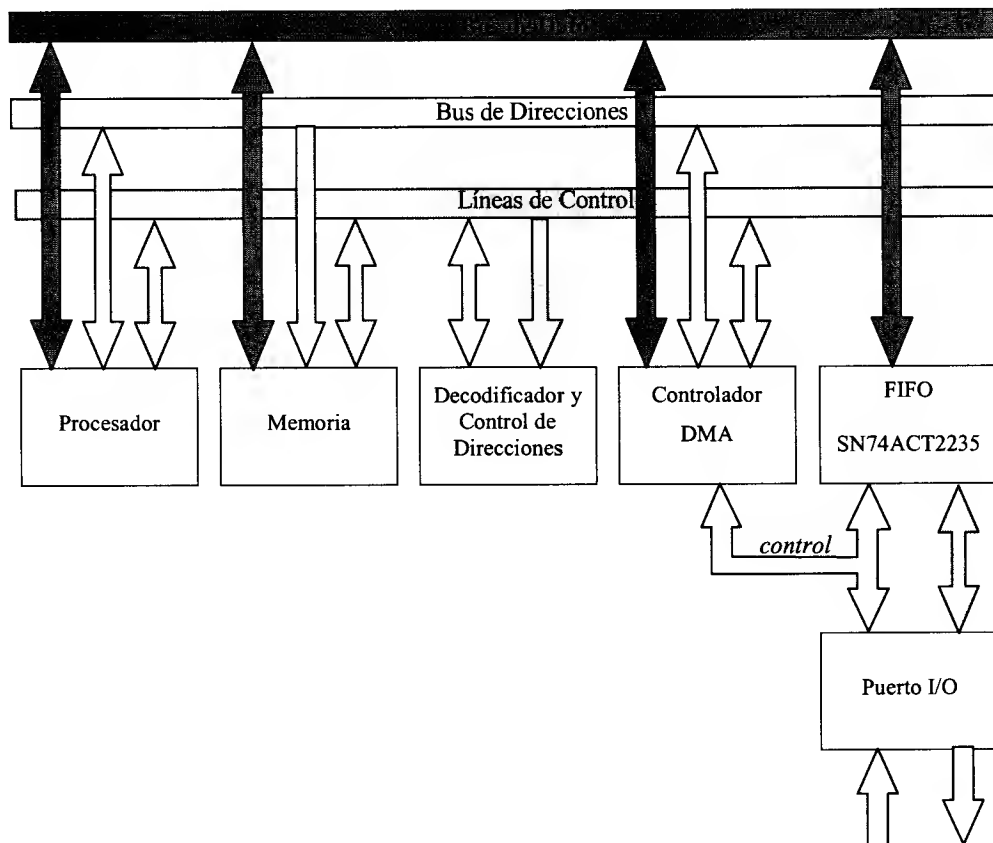 Bus de Direcciones
Líneas de Control
Procesador
Memoria
Decodificador y
Control de
Direcciones
Controlador
DMA
FIFO
SN74ACT2235
control
Puerto I/O